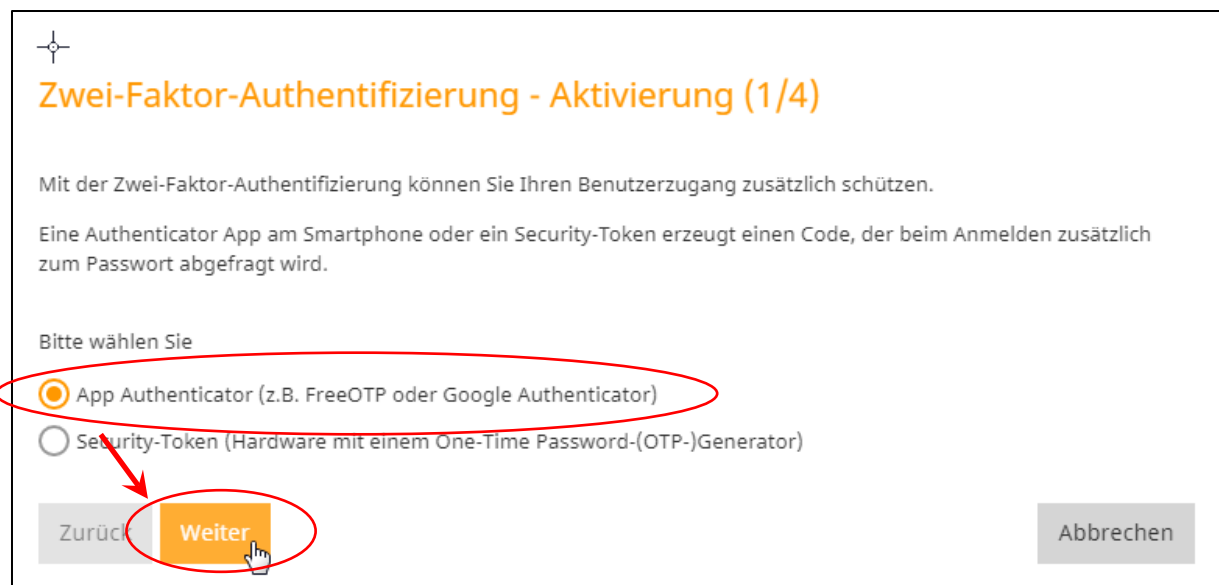 Zwei-Faktor-Authentifizierung - Aktivierung (1/4)
Mit der Zwei-Faktor-Authentifizierung können Sie Ihren Benutzerzugang zusätzlich schützen.
Eine Authenticator App am Smartphone oder ein Security-Token erzeugt einen Code, der beim Anmelden zusätzlich
zum Passwort abgefragt wird.
Bitte wählen Sie
App Authenticator (z.B. FreeOTP oder Google Authenticator)
Security-Token (Hardware mit einem One-Time Password-(OTP-)Generator)
Zurück Weiter Abbrechen